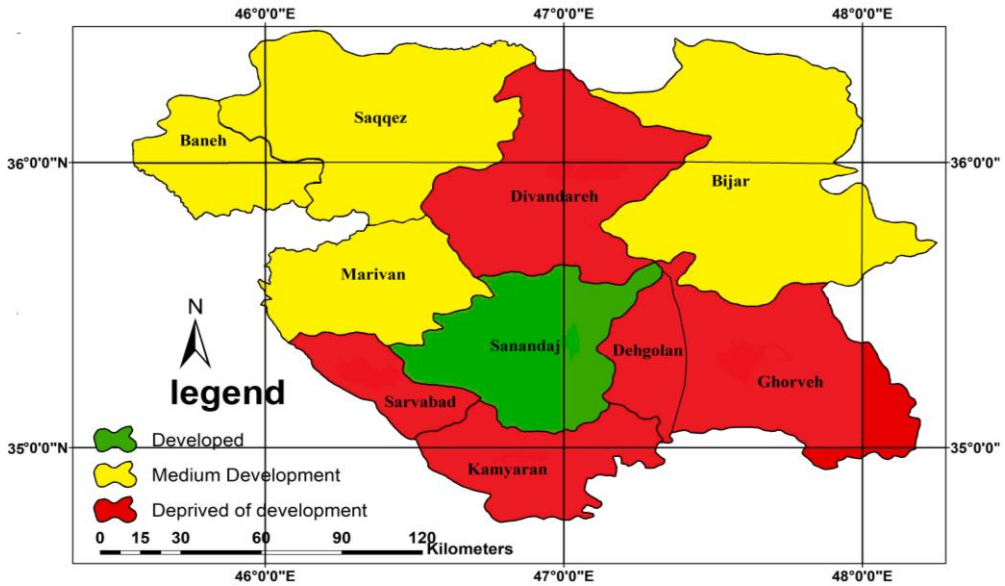 46°0'0"E 47°0'0"E 48°0'0"E
Saqqez
Baneh
36°0'0"N 36°0'0"N
Bijar
Divandareh
Marivan
N
Sanandaj
Dehgolan
Ghorveh
legend
Sarvabad
Developed
35°0'0"N 35°0'0"N
Kamyaran
Medium Development
Deprived of development
0 15 30 60 90 120
Kilometers
46°0'0"E 47°0'0"E 48°0'0"E